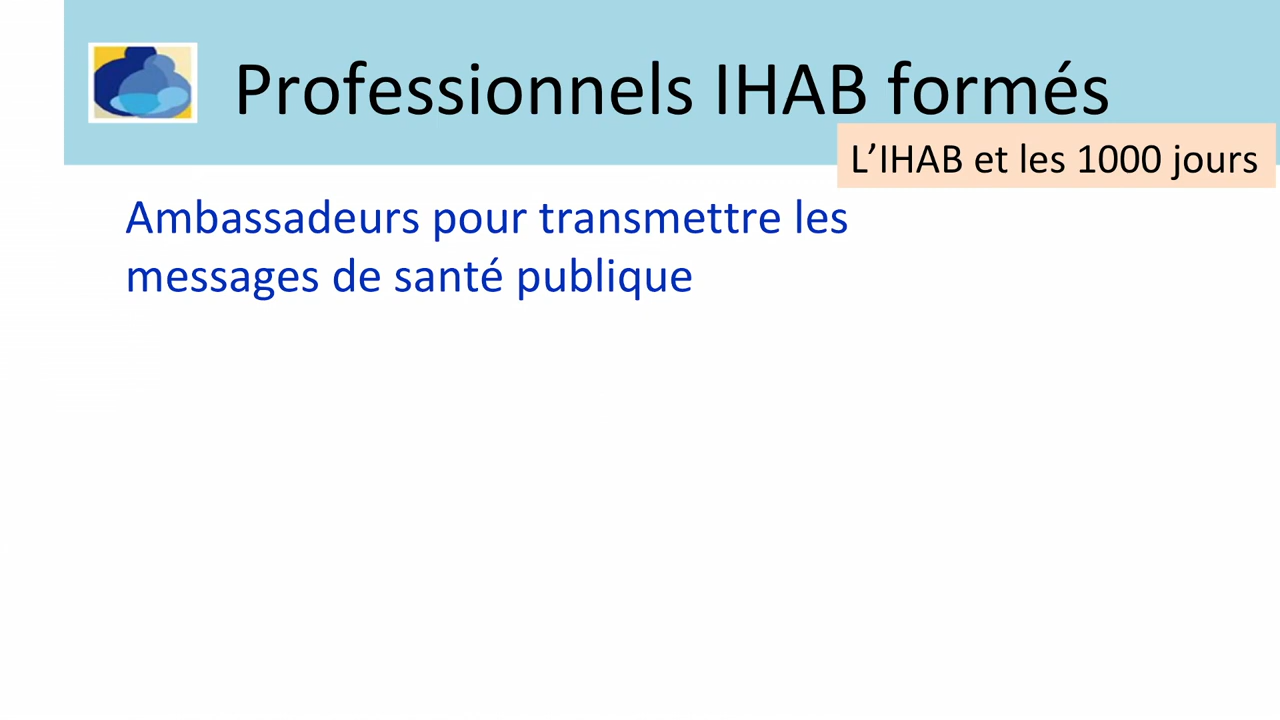 Professionnels IHAB formés
L’IHAB et les 1000 jours
Ambassadeurs pour transmettre les
messages de santé publique